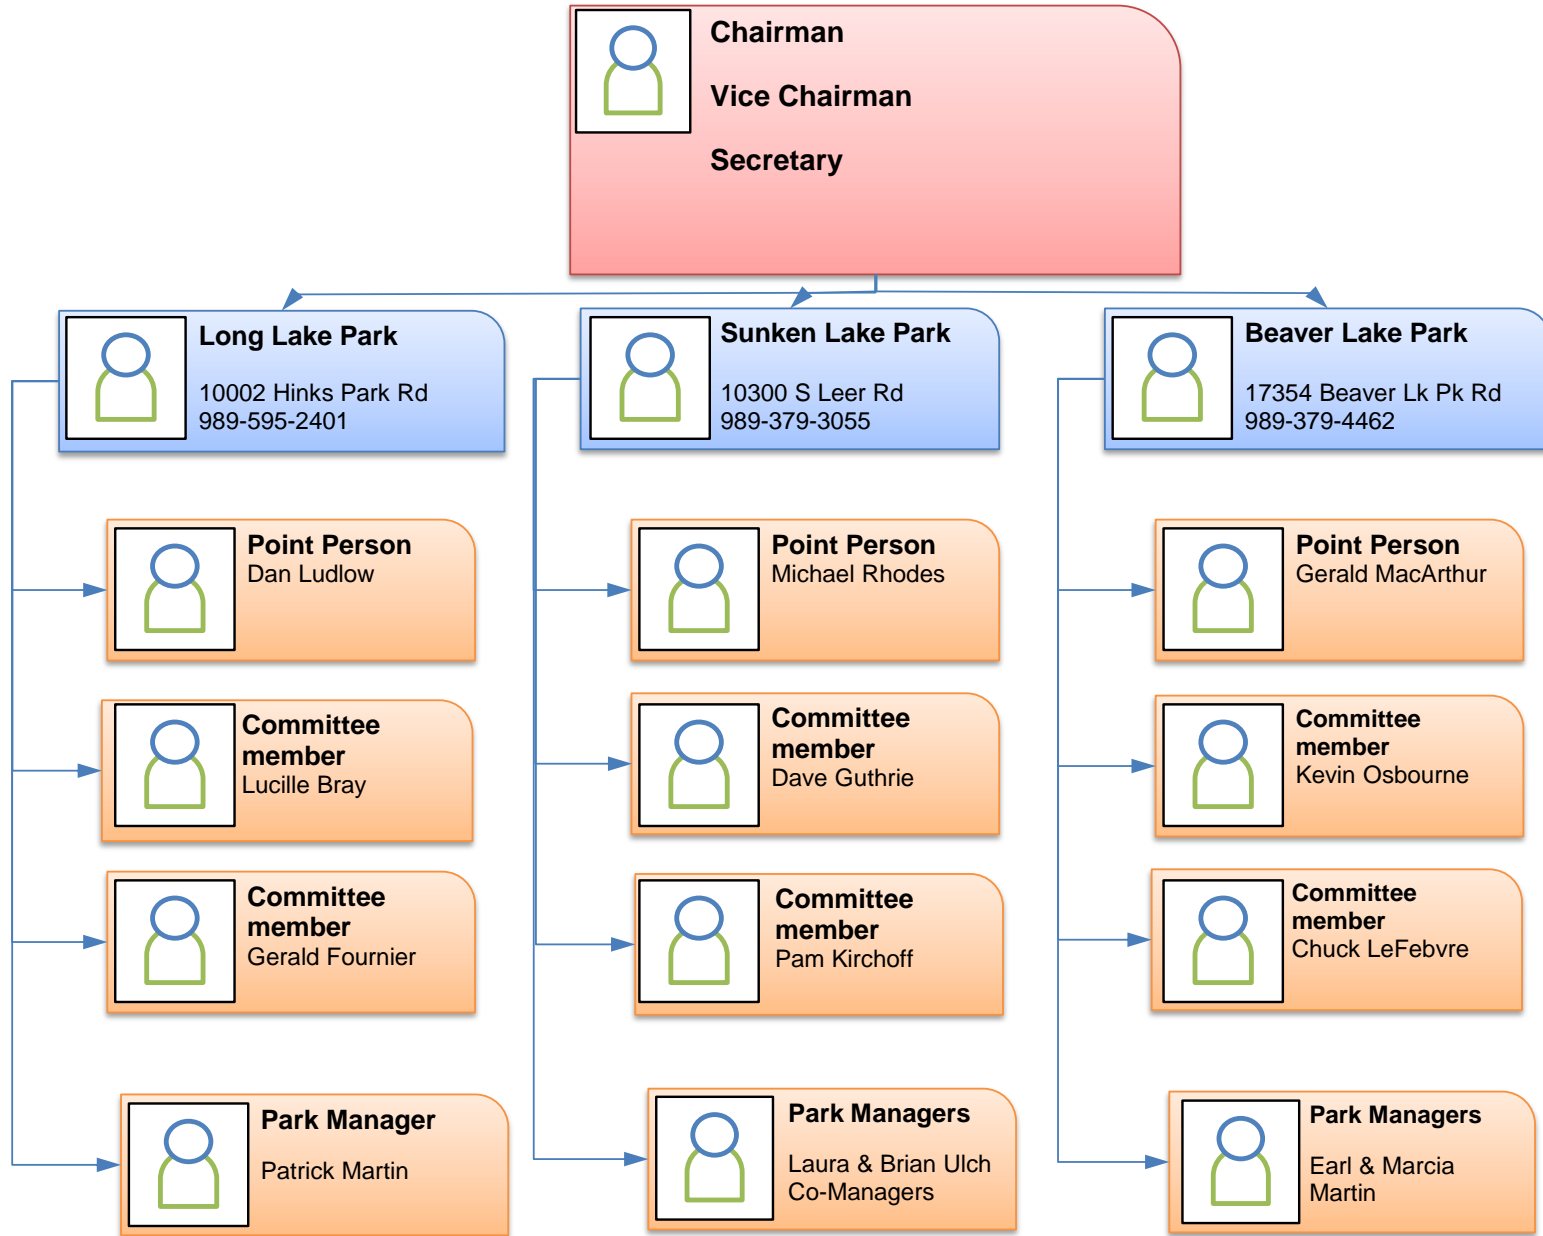 Chairman
Vice Chairman
Secretary
Long Lake Park
10002 Hinks Park Rd
989-595-2401
Sunken Lake Park
10300 S Leer Rd
989-379-3055
Beaver Lake Park
17354 Beaver Lk Pk Rd
989-379-4462
Point Person
Dan Ludlow
Point Person
Michael Rhodes
Point Person
Gerald MacArthur
Committee
member
Lucille Bray
Committee
member
Dave Guthrie
Committee
member
Kevin Osbourne
Committee
member
Gerald Fournier
Committee
member
Pam Kirchoff
Committee
member
Chuck LeFebvre
Park Manager
Patrick Martin
Park Managers
Laura & Brian Ulch
Co-Managers
Park Managers
Earl & Marcia
Martin